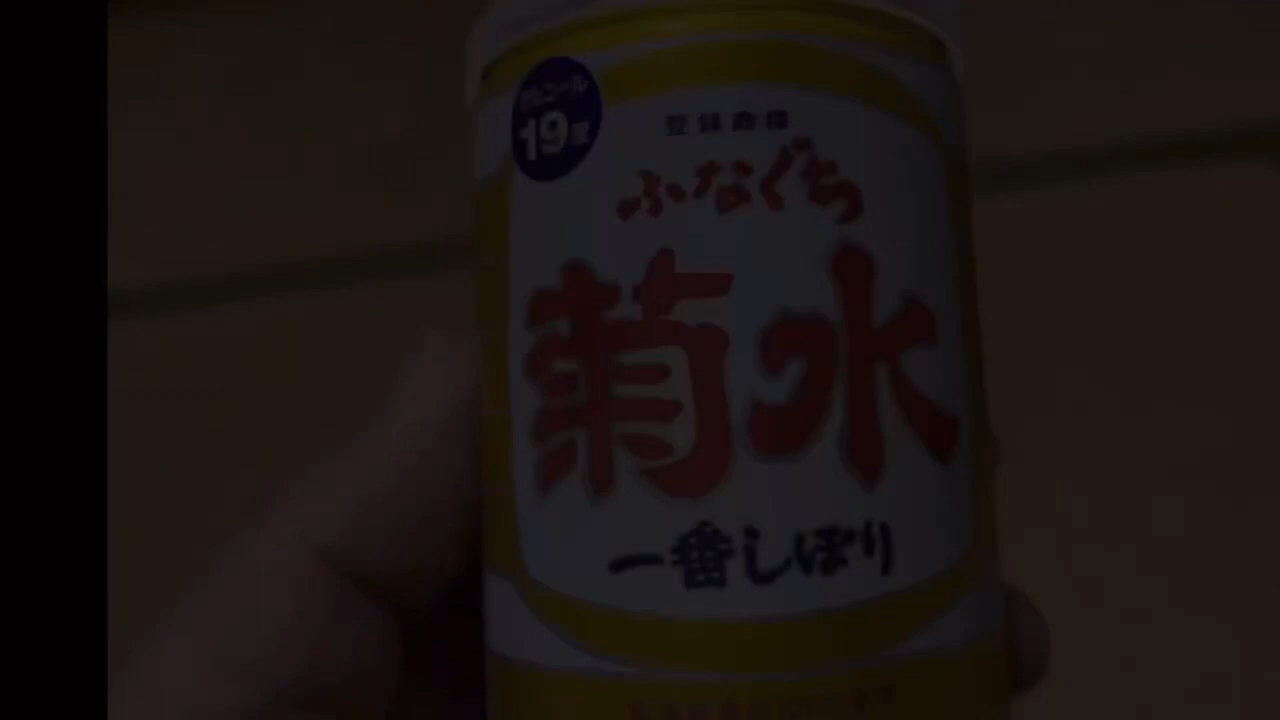 アルコール
19度
登録商標
ふなぐち
菊水
一番しぼり